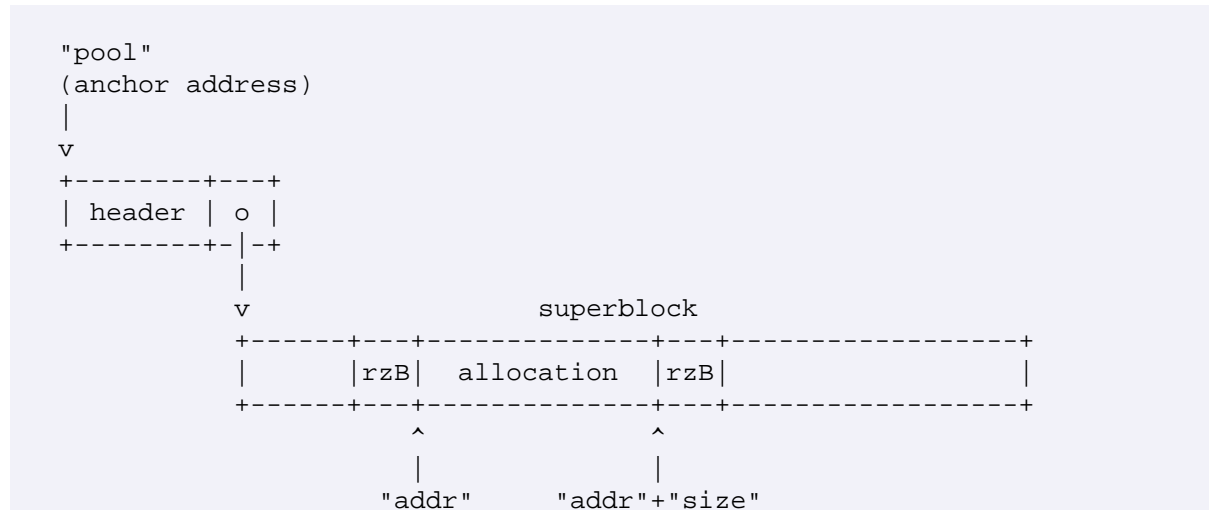 "pool"
(anchor address)
|
v
+--------+---+
| header | o |
+--------+-|-+
           |
           v                superblock
           +------+---+--------------+---+------------------+
           |      |rzB|  allocation  |rzB|                  |
           +------+---+--------------+---+------------------+
                      ^              ^
                      |              |
                    "addr"     "addr"+"size"